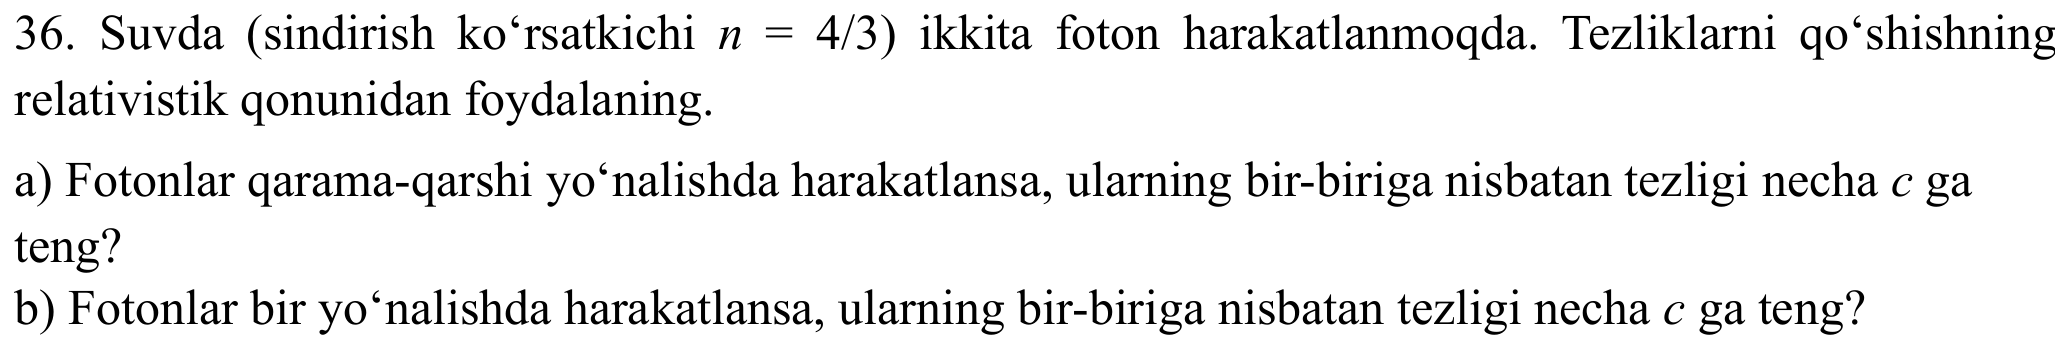 36. Suvda (sindirish ko‘rsatkichi n = 4/3) ikkita foton harakatlanmoqda. Tezliklarni qo‘shishning
relativistik qonunidan foydalaning.
a) Fotonlar qarama-qarshi yo‘nalishda harakatlansa, ularning bir-biriga nisbatan tezligi necha c ga
teng?
b) Fotonlar bir yo‘nalishda harakatlansa, ularning bir-biriga nisbatan tezligi necha c ga teng?